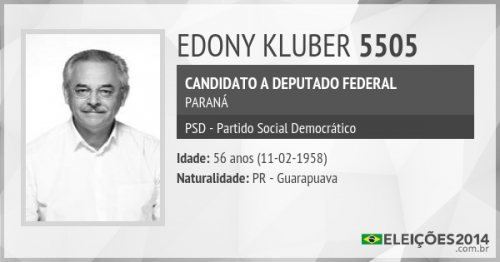 EDONY KLUBER 5505
CANDIDATO A DEPUTADO FEDERAL
PARANÁ
PSD - Partido Social Democrático
Idade: 56 anos (11-02-1958)
Naturalidade: PR - Guarapuava
ELEIÇÕES2014
.com.br